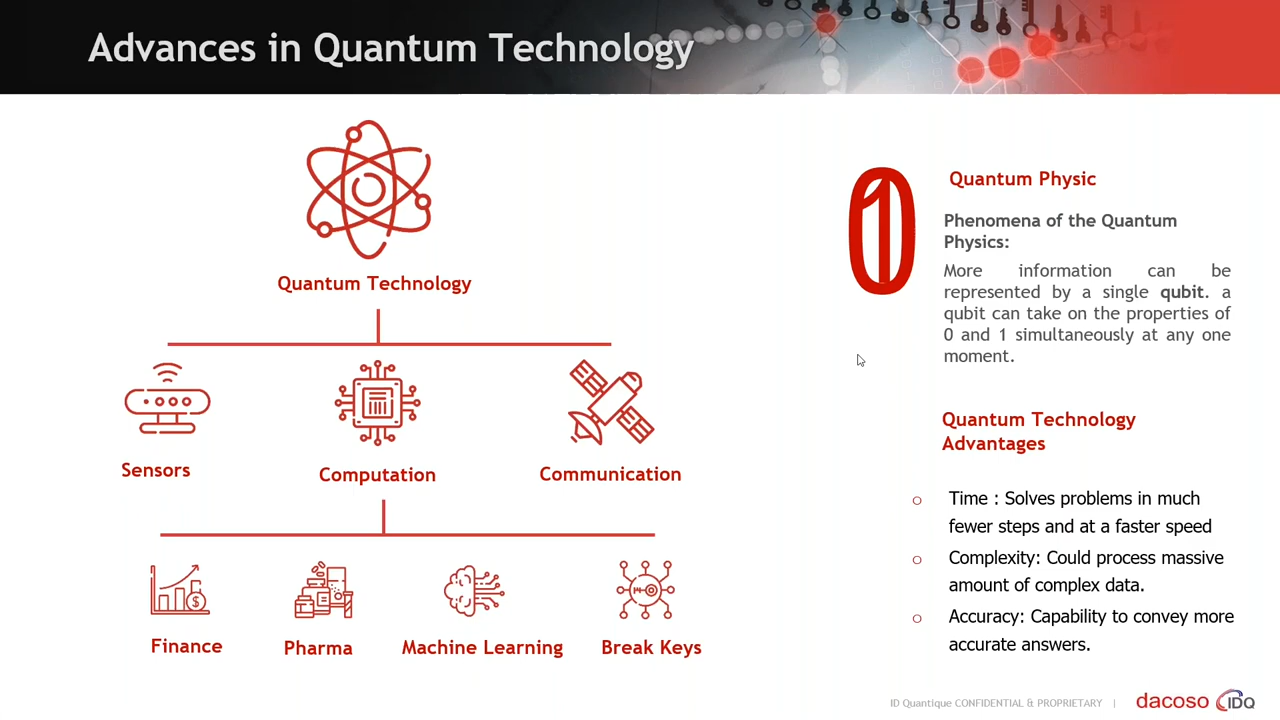 Advances in Quantum Technology
Quantum Technology
Sensors
Computation
Communication
Finance
Pharma
Machine Learning
Break Keys
Quantum Physic
Phenomena of the Quantum
Physics:
More information can be
represented by a single qubit. a
qubit can take on the properties of
0 and 1 simultaneously at any one
moment.
Quantum Technology
Advantages
o Time : Solves problems in much
fewer steps and at a faster speed
o Complexity: Could process massive
amount of complex data.
o Accuracy: Capability to convey more
accurate answers.
ID Quantique CONFIDENTIAL & PROPRIETARY |
dacoso IDQ